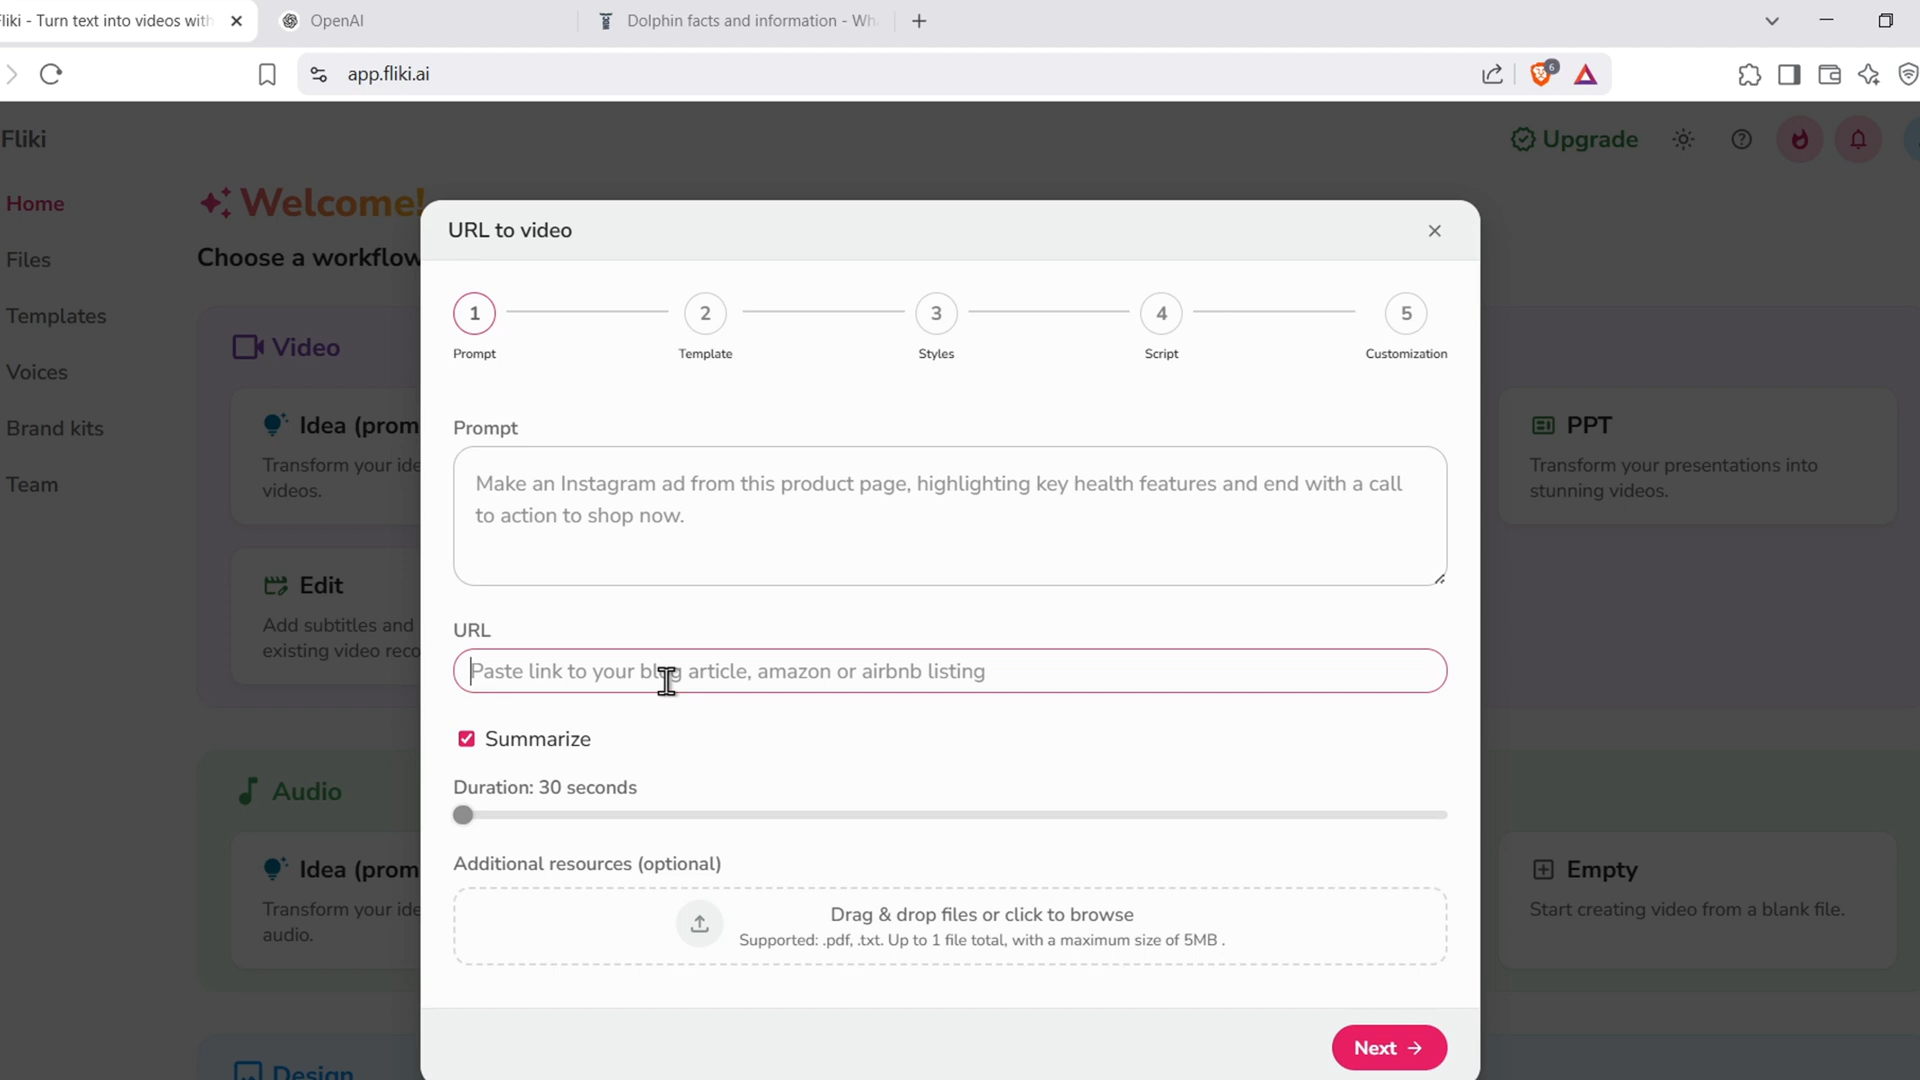 Fliki - Turn text into videos with
OpenAI
Dolphin facts and information - Wh
app.fliki.ai
6
Fliki
Upgrade
Home
Files
Templates
Voices
Brand kits
Team
Welcome!
Choose a workflow
Video
Idea (prom
Transform your ide
videos.
Edit
Add subtitles and
existing video reco
Audio
Idea (prom
Transform your ide
audio.
Design
URL to video
1
2
3
4
5
Prompt
Template
Styles
Script
Customization
Prompt
Make an Instagram ad from this product page, highlighting key health features and end with a call
to action to shop now.
URL
Paste link to your blog article, amazon or airbnb listing
Summarize
Duration: 30 seconds
Additional resources (optional)
Drag & drop files or click to browse
Supported: .pdf, .txt. Up to 1 file total, with a maximum size of 5MB .
Next
PPT
Transform your presentations into
stunning videos.
Empty
Start creating video from a blank file.